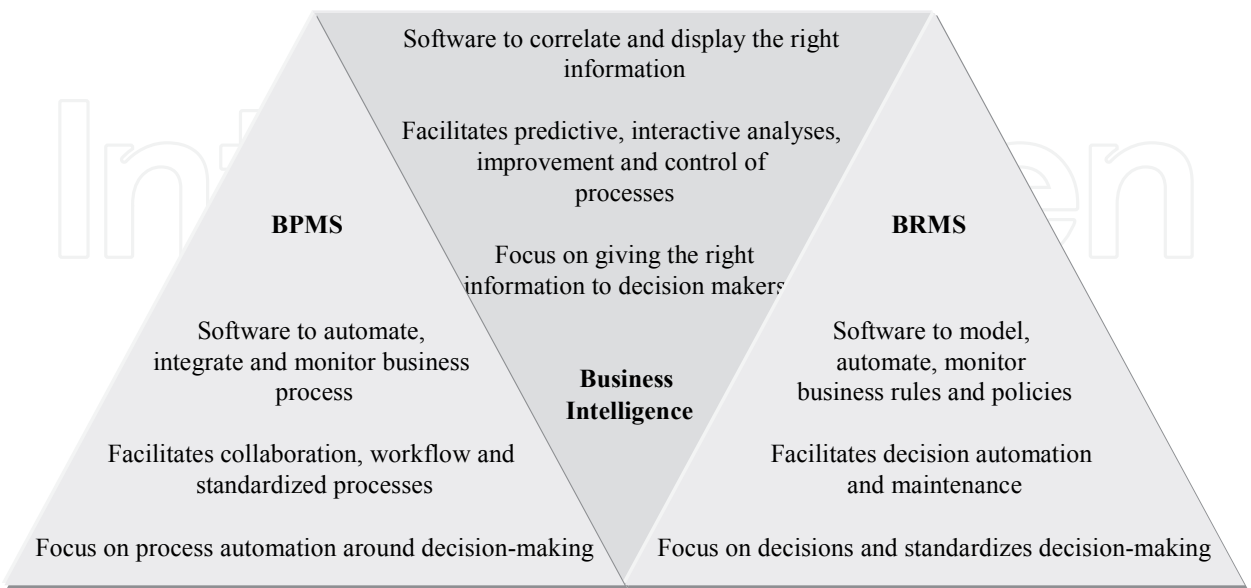 Software to correlate and display the right
information
Facilitates predictive, interactive analyses,
improvement and control of
processes
Focus on giving the right
information to decision makers
Business
Intelligence
BPMS
Software to automate,
integrate and monitor business
process
Facilitates collaboration, workflow and
standardized processes
Focus on process automation around decision-making
BRMS
Software to model,
automate, monitor
business rules and policies
Facilitates decision automation
and maintenance
Focus on decisions and standardizes decision-making